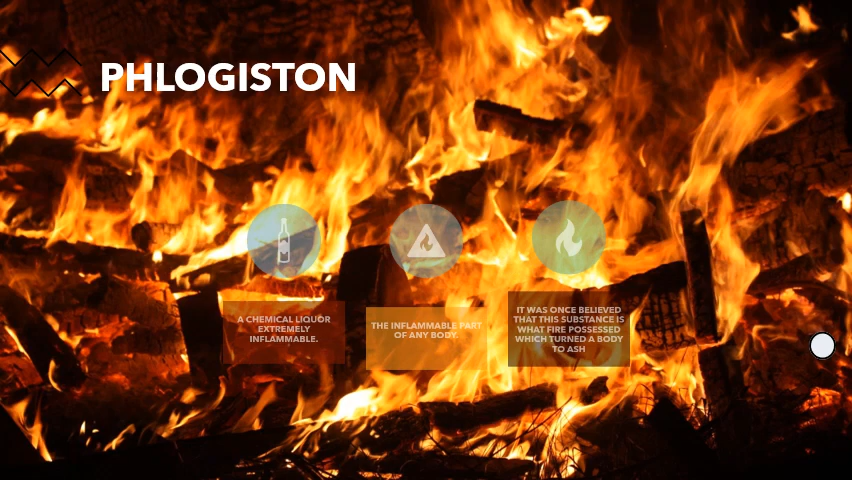 PHLOGISTON
A CHEMICAL LIQUOR
EXTREMELY
INFLAMMABLE.
THE INFLAMMABLE PART
OF ANY BODY.
IT WAS ONCE BELIEVED
THAT THIS SUBSTANCE IS
WHAT FIRE POSSESSED
WHICH TURNED A BODY
TO ASH